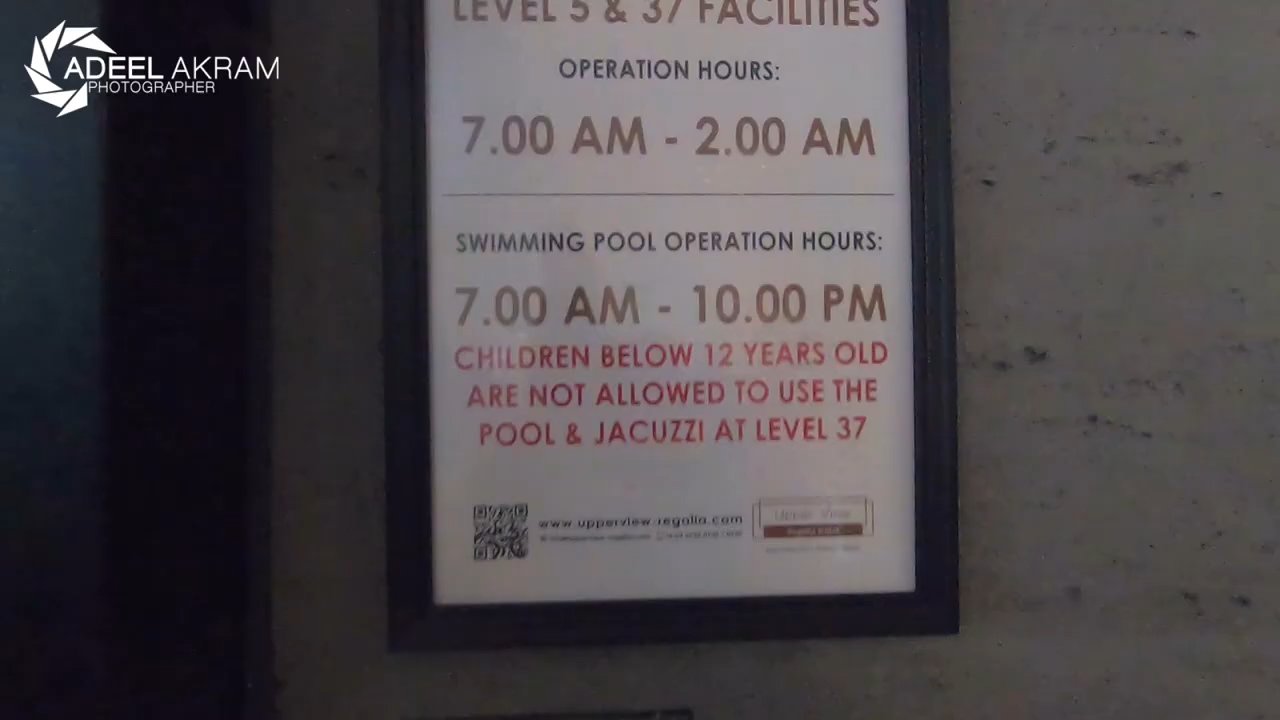 ADEEL AKRAM
PHOTOGRAPHER
LEVEL 5 & 37 FACILITIES
OPERATION HOURS:
7.00 AM - 2.00 AM
SWIMMING POOL OPERATION HOURS:
7.00 AM - 10.00 PM
CHILDREN BELOW 12 YEARS OLD
ARE NOT ALLOWED TO USE THE
POOL & JACUZZI AT LEVEL 37
www.upperview-regalia.com
Upper View